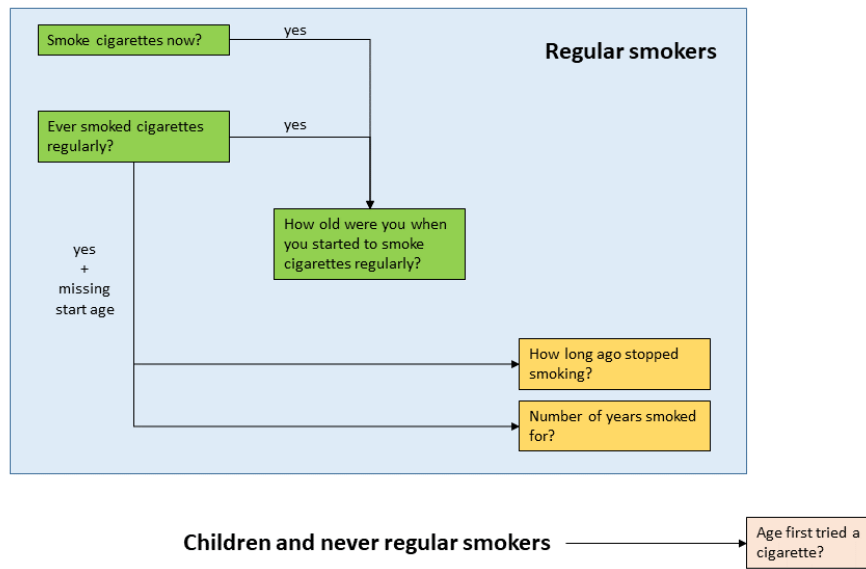 Smoke cigarettes now?
yes
Regular smokers
Ever smoked cigarettes
regularly?
yes
How old were you when
you started to smoke
cigarettes regularly?
yes
+
missing
start age
How long ago stopped
smoking?
Number of years smoked
for?
Children and never regular smokers
Age first tried a
cigarette?